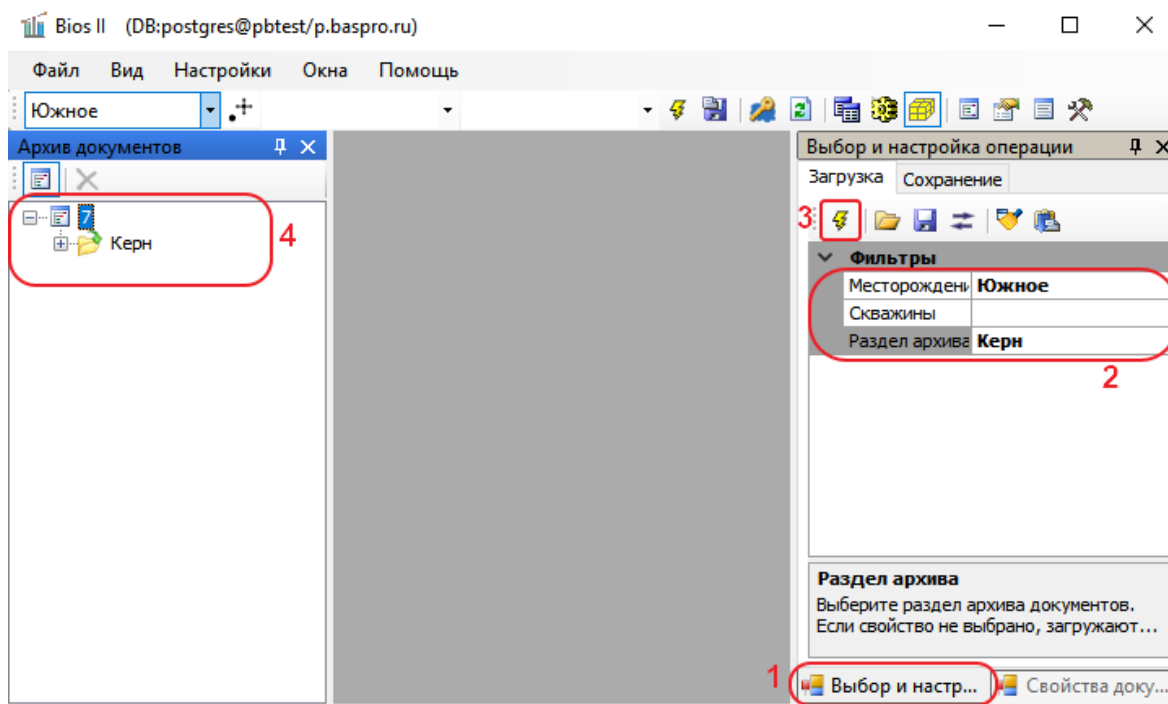 Bios II (DB:postgres@pbtest/p.baspro.ru)
Файл Вид Настройки Окна Помощь
Южное
Архив документов
Выбор и настройка операции
Загрузка Сохранение
3
7
4
Керн
Фильтры
Месторождени Южное
Скважины
Раздел архива Керн
2
Раздел архива
Выберите раздел архива документов.
Если свойство не выбрано, загружают...
1
Выбор и настр... Свойства доку...